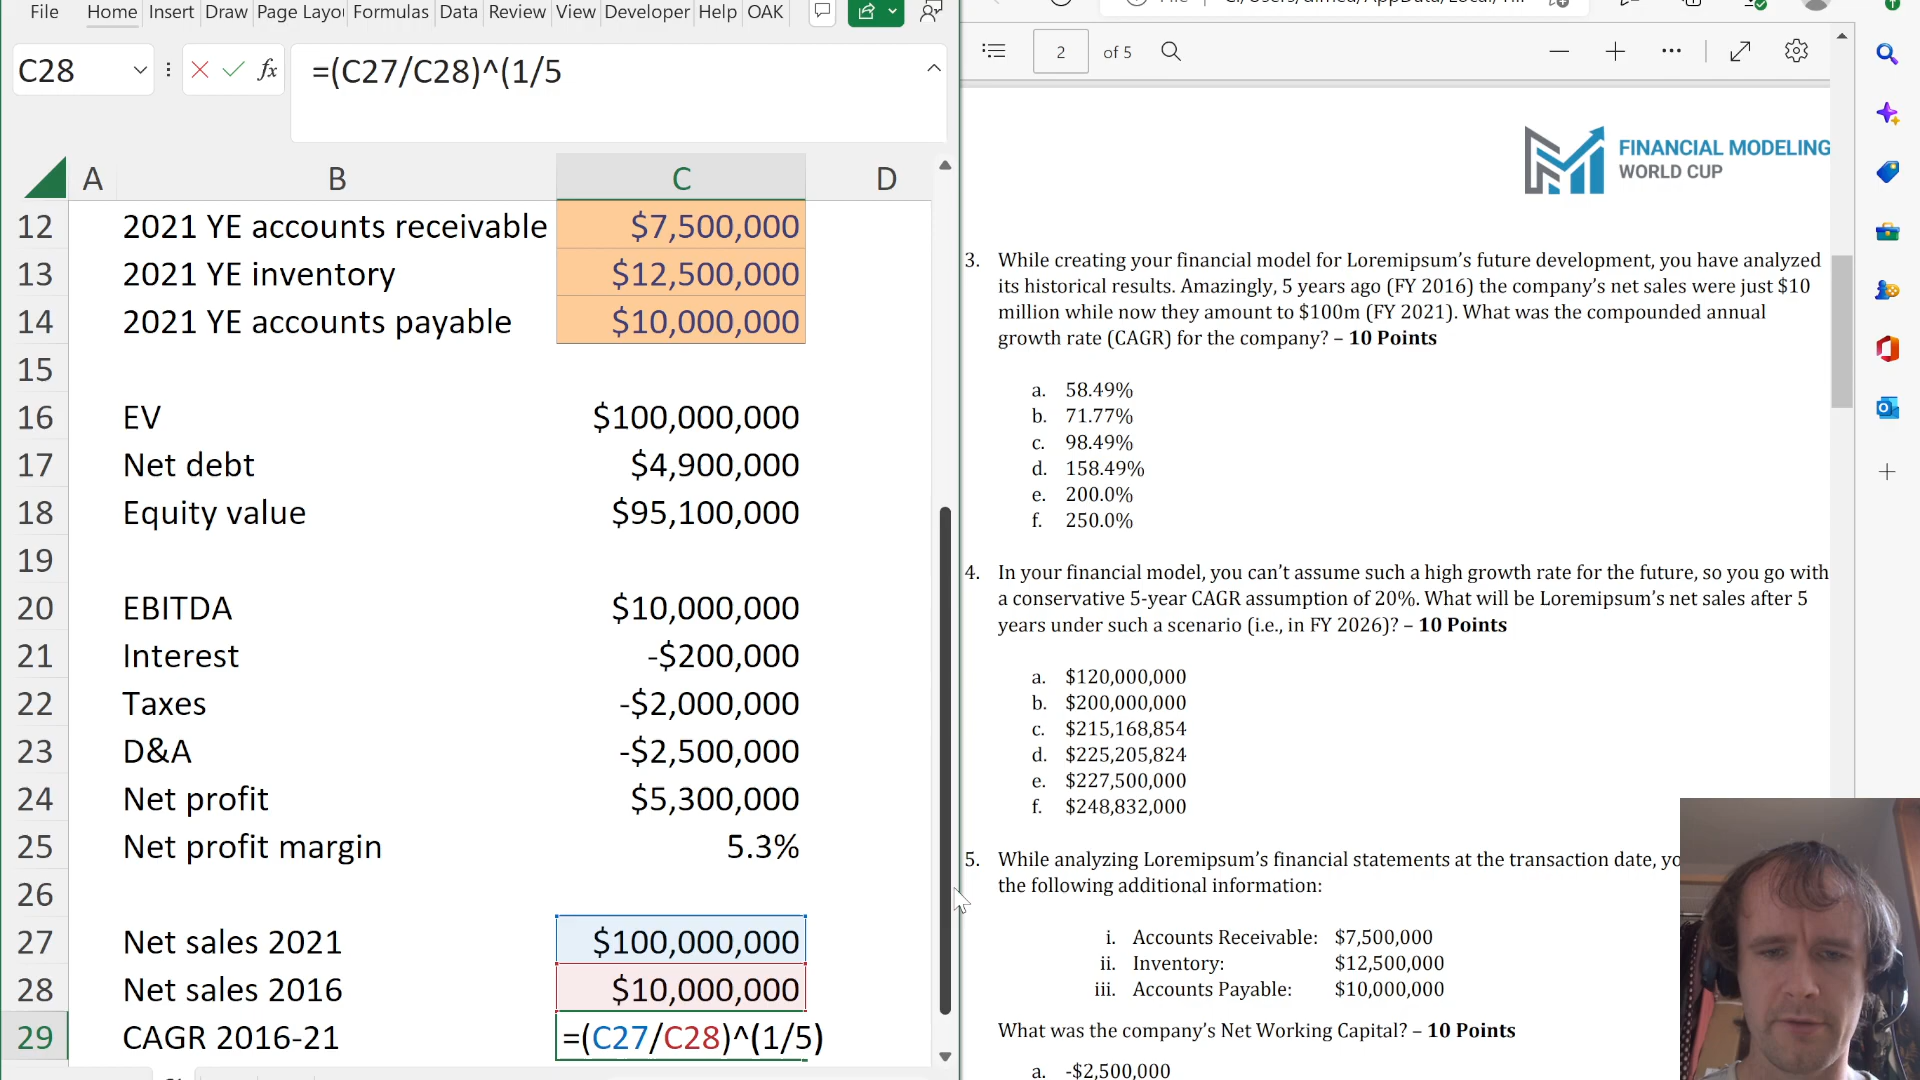 File Home Insert Draw Page Layou Formulas Data Review View Developer Help OAK
C28 fx =(C27/C28)^(1/5
A B C D
12 2021 YE accounts receivable $7,500,000
13 2021 YE inventory $12,500,000
14 2021 YE accounts payable $10,000,000
15
16 EV $100,000,000
17 Net debt $4,900,000
18 Equity value $95,100,000
19
20 EBITDA $10,000,000
21 Interest -$200,000
22 Taxes -$2,000,000
23 D&A -$2,500,000
24 Net profit $5,300,000
25 Net profit margin 5.3%
26
27 Net sales 2021 $100,000,000
28 Net sales 2016 $10,000,000
29 CAGR 2016-21 =(C27/C28)^(1/5)
2 of 5
FINANCIAL MODELING
WORLD CUP
3. While creating your financial model for Loremipsum’s future development, you have analyzed
its historical results. Amazingly, 5 years ago (FY 2016) the company’s net sales were just $10
million while now they amount to $100m (FY 2021). What was the compounded annual
growth rate (CAGR) for the company? – 10 Points
a. 58.49%
b. 71.77%
c. 98.49%
d. 158.49%
e. 200.0%
f. 250.0%
4. In your financial model, you can’t assume such a high growth rate for the future, so you go with
a conservative 5-year CAGR assumption of 20%. What will be Loremipsum’s net sales after 5
years under such a scenario (i.e., in FY 2026)? – 10 Points
a. $120,000,000
b. $200,000,000
c. $215,168,854
d. $225,205,824
e. $227,500,000
f. $248,832,000
5. While analyzing Loremipsum’s financial statements at the transaction date, yo
the following additional information:
i. Accounts Receivable: $7,500,000
ii. Inventory: $12,500,000
iii. Accounts Payable: $10,000,000
What was the company’s Net Working Capital? – 10 Points
a. -$2,500,000